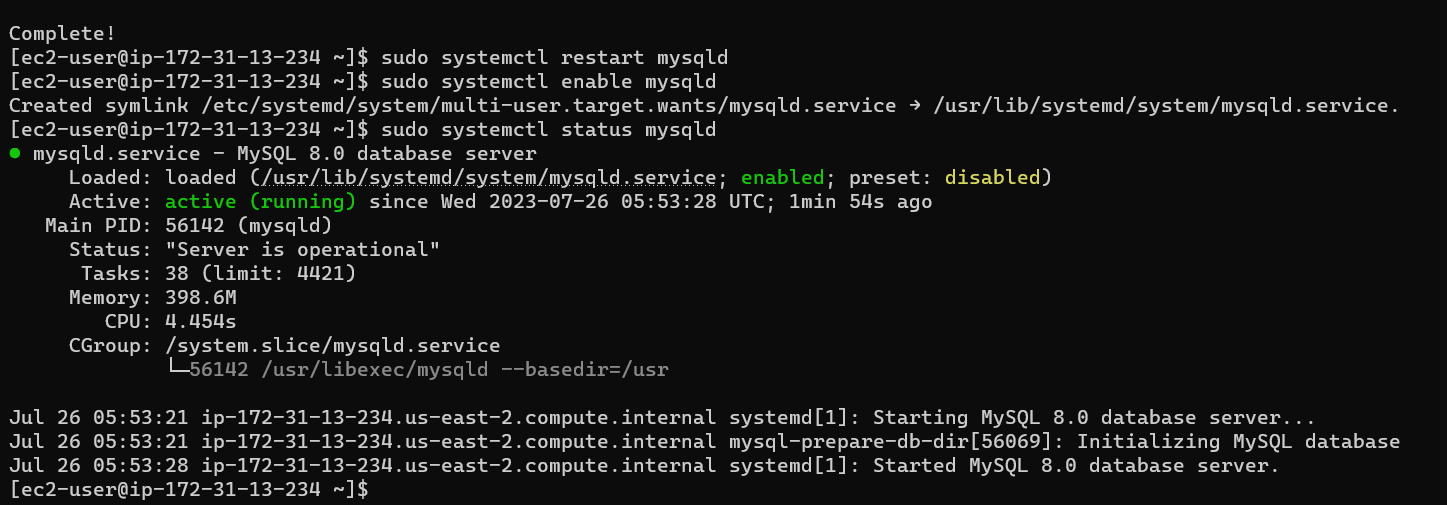 Complete!
[ec2-user@ip-172-31-13-234 ~]$ sudo systemctl restart mysqld
[ec2-user@ip-172-31-13-234 ~]$ sudo systemctl enable mysqld
Created symlink /etc/systemd/system/multi-user.target.wants/mysqld.service → /usr/lib/systemd/system/mysqld.service.
[ec2-user@ip-172-31-13-234 ~]$ sudo systemctl status mysqld
● mysqld.service - MySQL 8.0 database server
     Loaded: loaded (/usr/lib/systemd/system/mysqld.service; enabled; preset: disabled)
     Active: active (running) since Wed 2023-07-26 05:53:28 UTC; 1min 54s ago
   Main PID: 56142 (mysqld)
     Status: "Server is operational"
      Tasks: 38 (limit: 4421)
     Memory: 398.6M
        CPU: 4.454s
     CGroup: /system.slice/mysqld.service
             └─56142 /usr/libexec/mysqld --basedir=/usr

Jul 26 05:53:21 ip-172-31-13-234.us-east-2.compute.internal systemd[1]: Starting MySQL 8.0 database server...
Jul 26 05:53:21 ip-172-31-13-234.us-east-2.compute.internal mysql-prepare-db-dir[56069]: Initializing MySQL database
Jul 26 05:53:28 ip-172-31-13-234.us-east-2.compute.internal systemd[1]: Started MySQL 8.0 database server.
[ec2-user@ip-172-31-13-234 ~]$